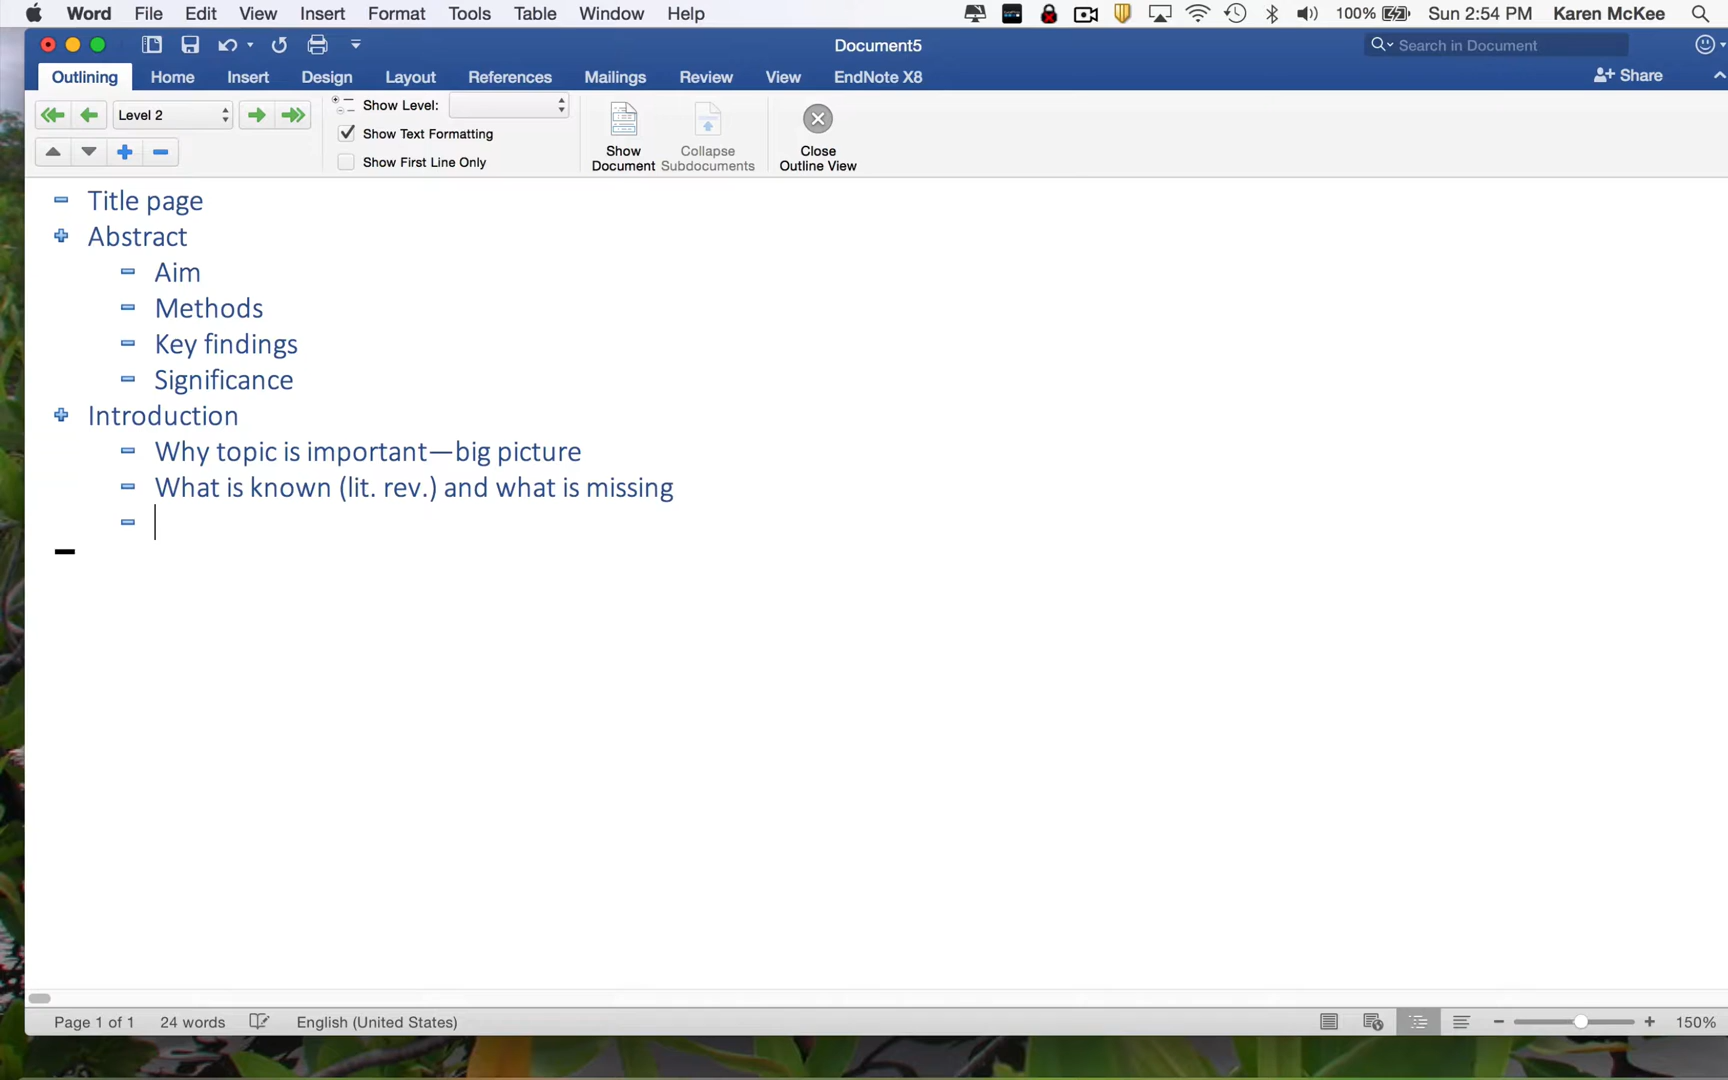 Word File Edit View Insert Format Tools Table Window Help 100% Sun 2:54 PM Karen McKee
Document5
Search in Document
Outlining Home Insert Design Layout References Mailings Review View EndNote X8 Share
Level 2
Show Level:
Show Text Formatting
Show First Line Only
Show Document
Collapse Subdocuments
Close Outline View
Title page
Abstract
Aim
Methods
Key findings
Significance
Introduction
Why topic is important—big picture
What is known (lit. rev.) and what is missing
Page 1 of 1 24 words English (United States) 150%